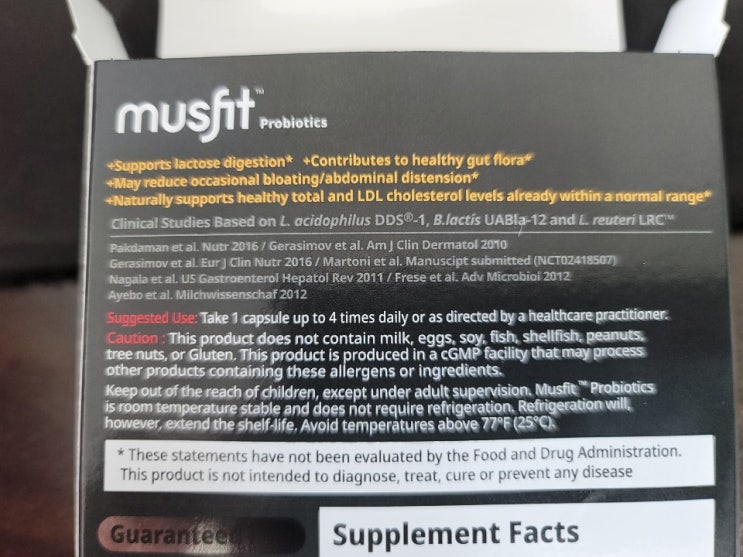 musfit™ Probiotics
+Supports lactose digestion* +Contributes to healthy gut flora*
+May reduce occasional bloating/abdominal distension*
+Naturally supports healthy total and LDL cholesterol levels already within a normal range*
Clinical Studies Based on L. acidophilus DDS®-1, B.lactis UABla-12 and L. reuteri LRC™
Pakdaman et al. Nutr 2016 / Gerasimov et al. Am J Clin Dermatol 2010
Gerasimov et al. Eur J Clin Nutr 2016 / Martoni et al. Manuscipt submitted (NCT02418507)
Nagala et al. US Gastroenterol Hepatol Rev 2011 / Frese et al. Adv Microbiol 2012
Ayebo et al. Milchwissenschaf 2012
Suggested Use: Take 1 capsule up to 4 times daily or as directed by a healthcare practitioner.
Caution : This product does not contain milk, eggs, soy, fish, shellfish, peanuts,
tree nuts, or Gluten. This product is produced in a cGMP facility that may process
other products containing these allergens or ingredients.
Keep out of the reach of children, except under adult supervision. Musfit™ Probiotics
is room temperature stable and does not require refrigeration. Refrigeration will,
however, extend the shelf-life. Avoid temperatures above 77°F (25°C).
* These statements have not been evaluated by the Food and Drug Administration.
This product is not intended to diagnose, treat, cure or prevent any disease
Guaranteed
Supplement Facts